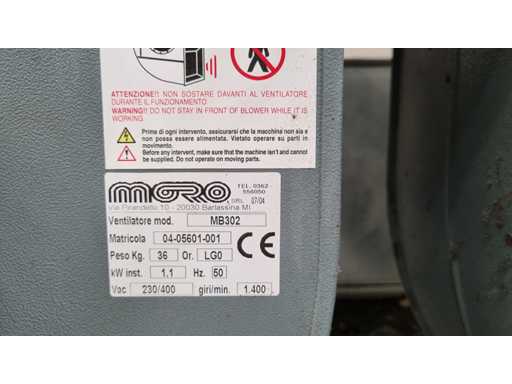 ATTENZIONE!! NON SOSTARE DAVANTI AL VENTILATORE
DURANTE IL FUNZIONAMENTO
WARNING!! DO NOT STAY IN FRONT OF BLOWER WHILE IT IS
WORKING
Prima di ogni intervento, assicurarsi che la macchina non sia e
non possa essere alimentata. Vietato operare su parti in
movimento.
Before any intervent, make sure that the machine isn't and cannot
be supplied. Do not operate on moving parts.
MORO
TEL. 0362
556050
Via Pirandello 10 - 20030 Barlassina MI
07/04
Ventilatore mod. MB302
Matricola 04-05601-001
Peso Kg. 36 Or. LG0
kW inst. 1.1 Hz. 50
Vac 230/400 giri/min. 1.400
CE